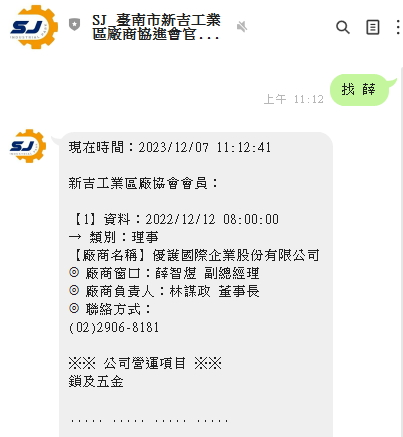 SJ_臺南市新吉工業
區廠商協進會官...
找 薛
上午 11:12
SJ
INDUSTRIAL
SJ
現在時間：2023/12/07 11:12:41
新吉工業區廠協會會員：
【1】資料：2022/12/12 08:00:00
→ 類別：理事
【廠商名稱】優護國際企業股份有限公司
◎ 廠商窗口：薛智煜 副總經理
◎ 廠商負責人：林謀政 董事長
◎ 聯絡方式：
(02)2906-8181
※※ 公司營運項目 ※※
鎖及五金
..... ..... ..... .....